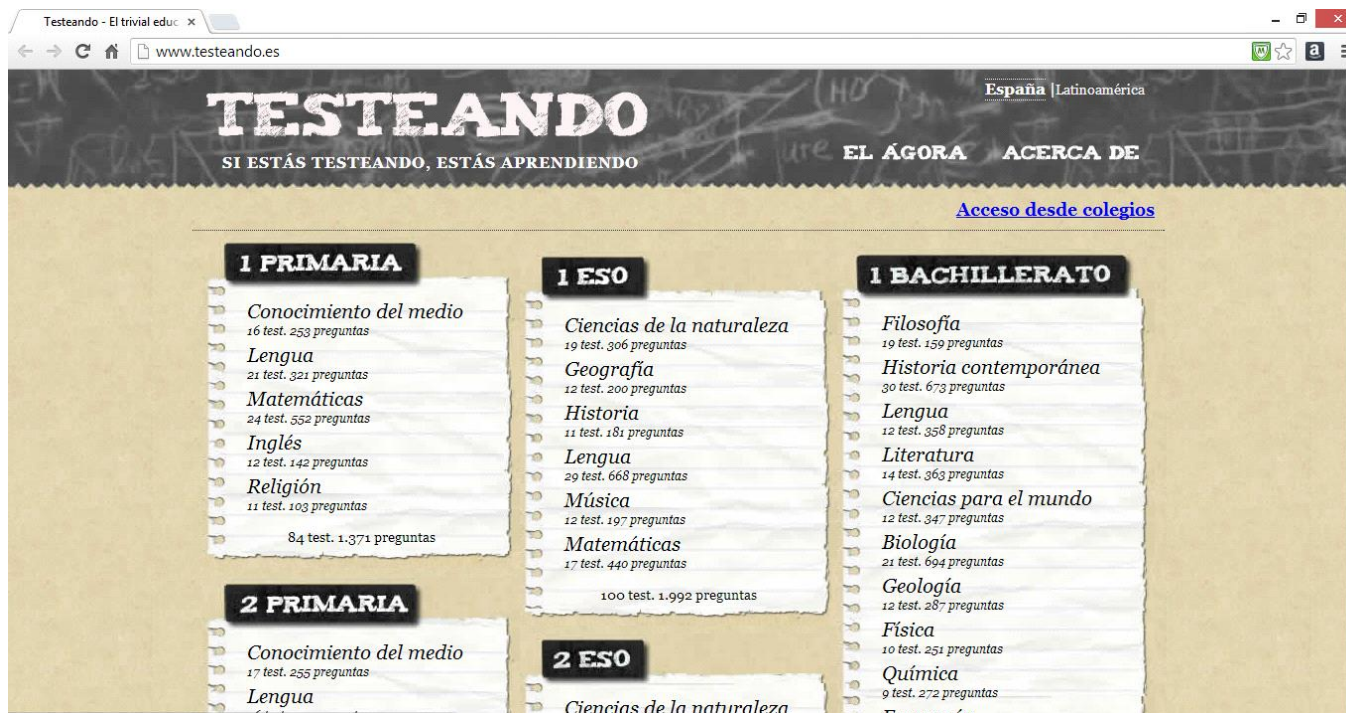 Testeando - El trivial educ
www.testeando.es
TESTEANDO
SI ESTÁS TESTEANDO, ESTÁS APRENDIENDO
España |Latinoamérica
EL ÁGORA ACERCA DE
Acceso desde colegios
1 PRIMARIA
Conocimiento del medio
16 test. 253 preguntas
Lengua
21 test. 321 preguntas
Matemáticas
24 test. 552 preguntas
Inglés
12 test. 142 preguntas
Religión
11 test. 103 preguntas
84 test. 1.371 preguntas
2 PRIMARIA
Conocimiento del medio
17 test. 255 preguntas
Lengua
1 ESO
Ciencias de la naturaleza
19 test. 306 preguntas
Geografía
12 test. 200 preguntas
Historia
11 test. 181 preguntas
Lengua
29 test. 668 preguntas
Música
12 test. 197 preguntas
Matemáticas
17 test. 440 preguntas
100 test. 1.992 preguntas
2 ESO
Ciencias de la naturaleza
1 BACHILLERATO
Filosofía
19 test. 159 preguntas
Historia contemporánea
30 test. 673 preguntas
Lengua
12 test. 358 preguntas
Literatura
14 test. 363 preguntas
Ciencias para el mundo
12 test. 347 preguntas
Biología
21 test. 694 preguntas
Geología
12 test. 287 preguntas
Física
10 test. 251 preguntas
Química
9 test. 272 preguntas